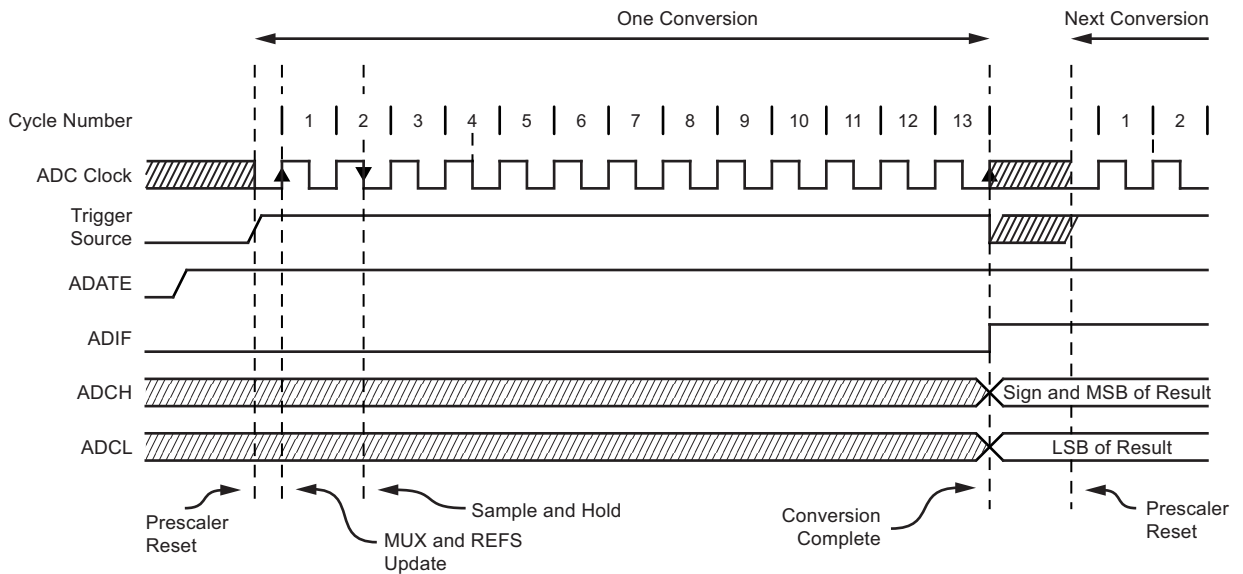 One Conversion
Next Conversion
Cycle Number
1 2 3 4 5 6 7 8 9 10 11 12 13 1 2
ADC Clock
Trigger
Source
ADATE
ADIF
ADCH
Sign and MSB of Result
ADCL
LSB of Result
Prescaler
Reset
Sample and Hold
MUX and REFS
Update
Conversion
Complete
Prescaler
Reset